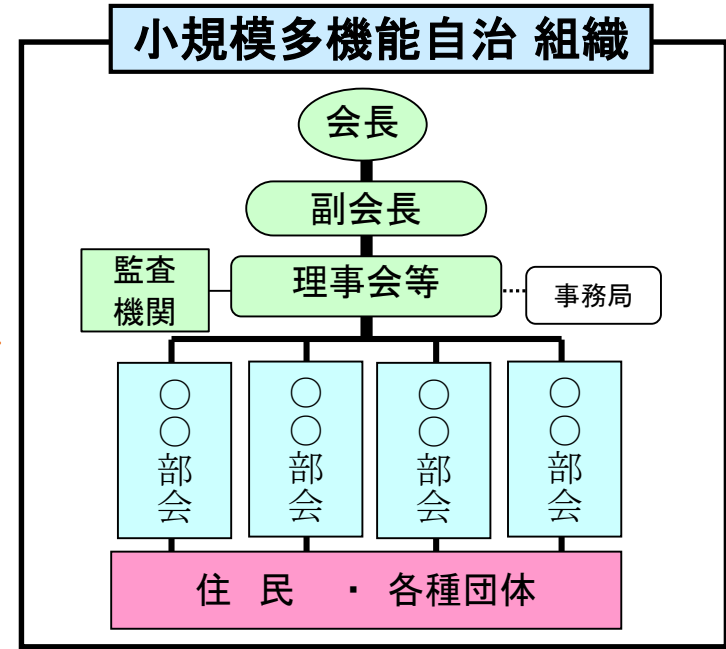 小規模多機能自治 組織
会長
副会長
監査
機関
理事会等
事務局
○○部会
○○部会
○○部会
○○部会
住 民 ・ 各種団体